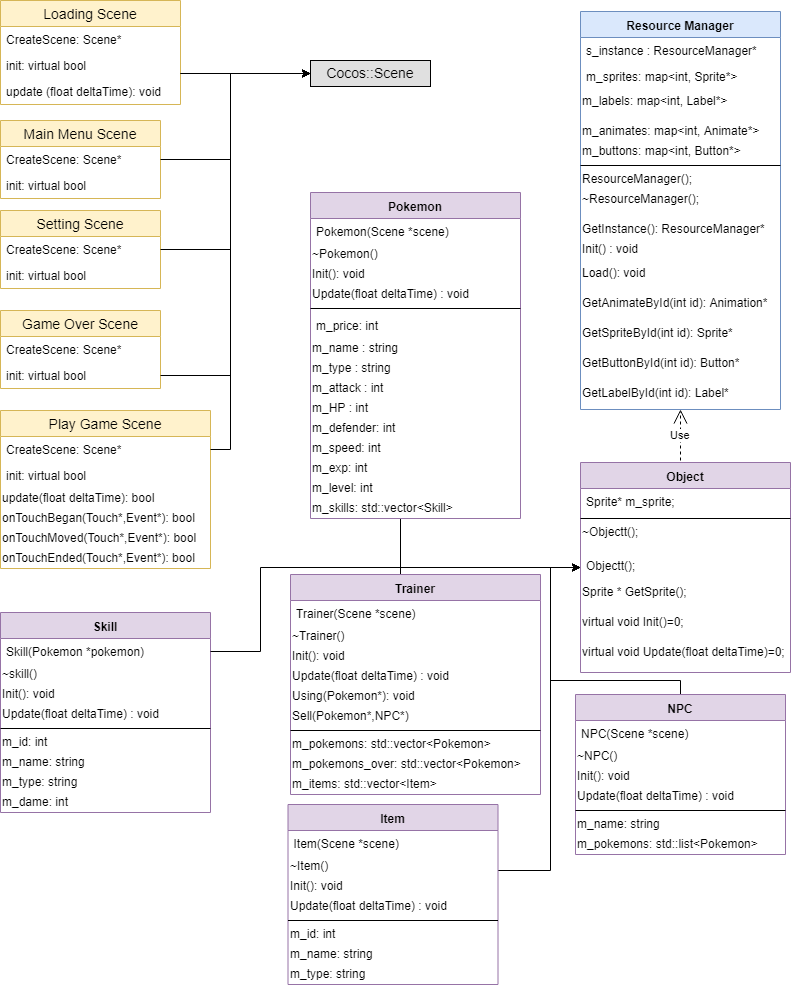 Loading Scene
CreateScene: Scene*
init: virtual bool
update (float deltaTime): void
Main Menu Scene
CreateScene: Scene*
init: virtual bool
Setting Scene
CreateScene: Scene*
init: virtual bool
Game Over Scene
CreateScene: Scene*
init: virtual bool
Play Game Scene
CreateScene: Scene*
init: virtual bool
update(float deltaTime): bool
onTouchBegan(Touch*,Event*): bool
onTouchMoved(Touch*,Event*): bool
onTouchEnded(Touch*,Event*): bool
Cocos::Scene
Resource Manager
s_instance : ResourceManager*
m_sprites: map<int, Sprite*>
m_labels: map<int, Label*>
m_animates: map<int, Animate*>
m_buttons: map<int, Button*>
ResourceManager();
~ResourceManager();
GetInstance(): ResourceManager*
Init() : void
Load(): void
GetAnimateById(int id): Animation*
GetSpriteById(int id): Sprite*
GetButtonById(int id): Button*
GetLabelById(int id): Label*
Use
Pokemon
Pokemon(Scene *scene)
~Pokemon()
Init(): void
Update(float deltaTime) : void
m_price: int
m_name : string
m_type : string
m_attack : int
m_HP : int
m_defender: int
m_speed: int
m_exp: int
m_level: int
m_skills: std::vector<Skill>
Object
Sprite* m_sprite;
~Objectt();
Objectt();
Sprite * GetSprite();
virtual void Init()=0;
virtual void Update(float deltaTime)=0;
Skill
Skill(Pokemon *pokemon)
~skill()
Init(): void
Update(float deltaTime) : void
m_id: int
m_name: string
m_type: string
m_dame: int
Trainer
Trainer(Scene *scene)
~Trainer()
Init(): void
Update(float deltaTime) : void
Using(Pokemon*): void
Sell(Pokemon*,NPC*)
m_pokemons: std::vector<Pokemon>
m_pokemons_over: std::vector<Pokemon>
m_items: std::vector<Item>
NPC
NPC(Scene *scene)
~NPC()
Init(): void
Update(float deltaTime) : void
m_name: string
m_pokemons: std::list<Pokemon>
Item
Item(Scene *scene)
~Item()
Init(): void
Update(float deltaTime) : void
m_id: int
m_name: string
m_type: string